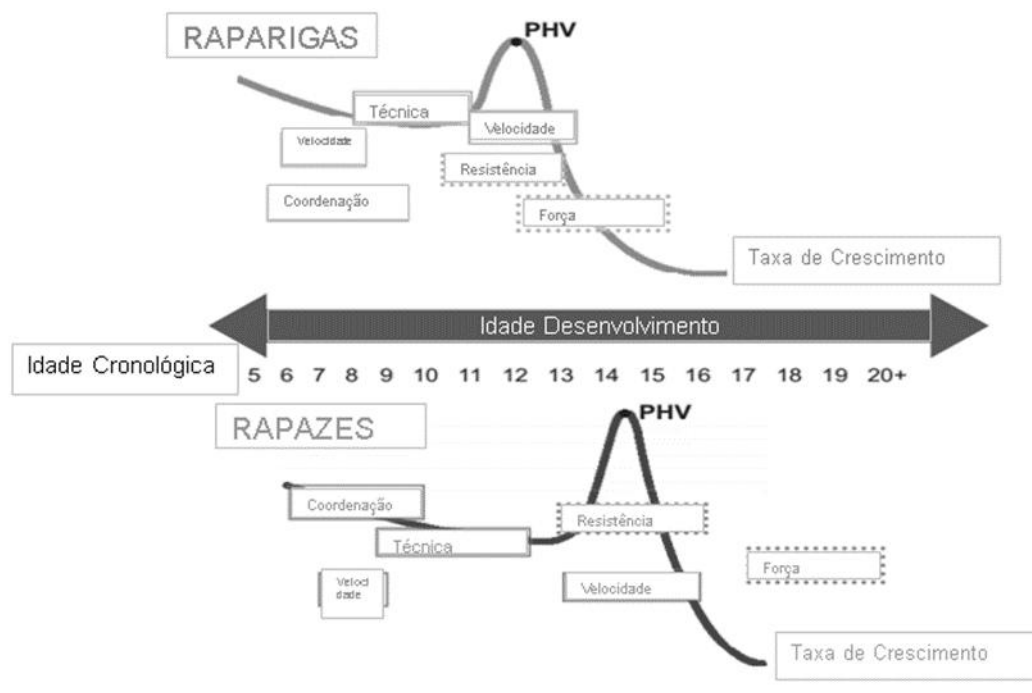 RAPARIGAS
PHV
Técnica
Velocidade
Velocidade
Resistência
Coordenação
Força
Taxa de Crescimento
Idade Desenvolvimento
Idade Cronológica
5 6 7 8 9 10 11 12 13 14 15 16 17 18 19 20+
RAPAZES
PHV
Coordenação
Resistência
Técnica
Força
Veloci
dade
Velocidade
Taxa de Crescimento